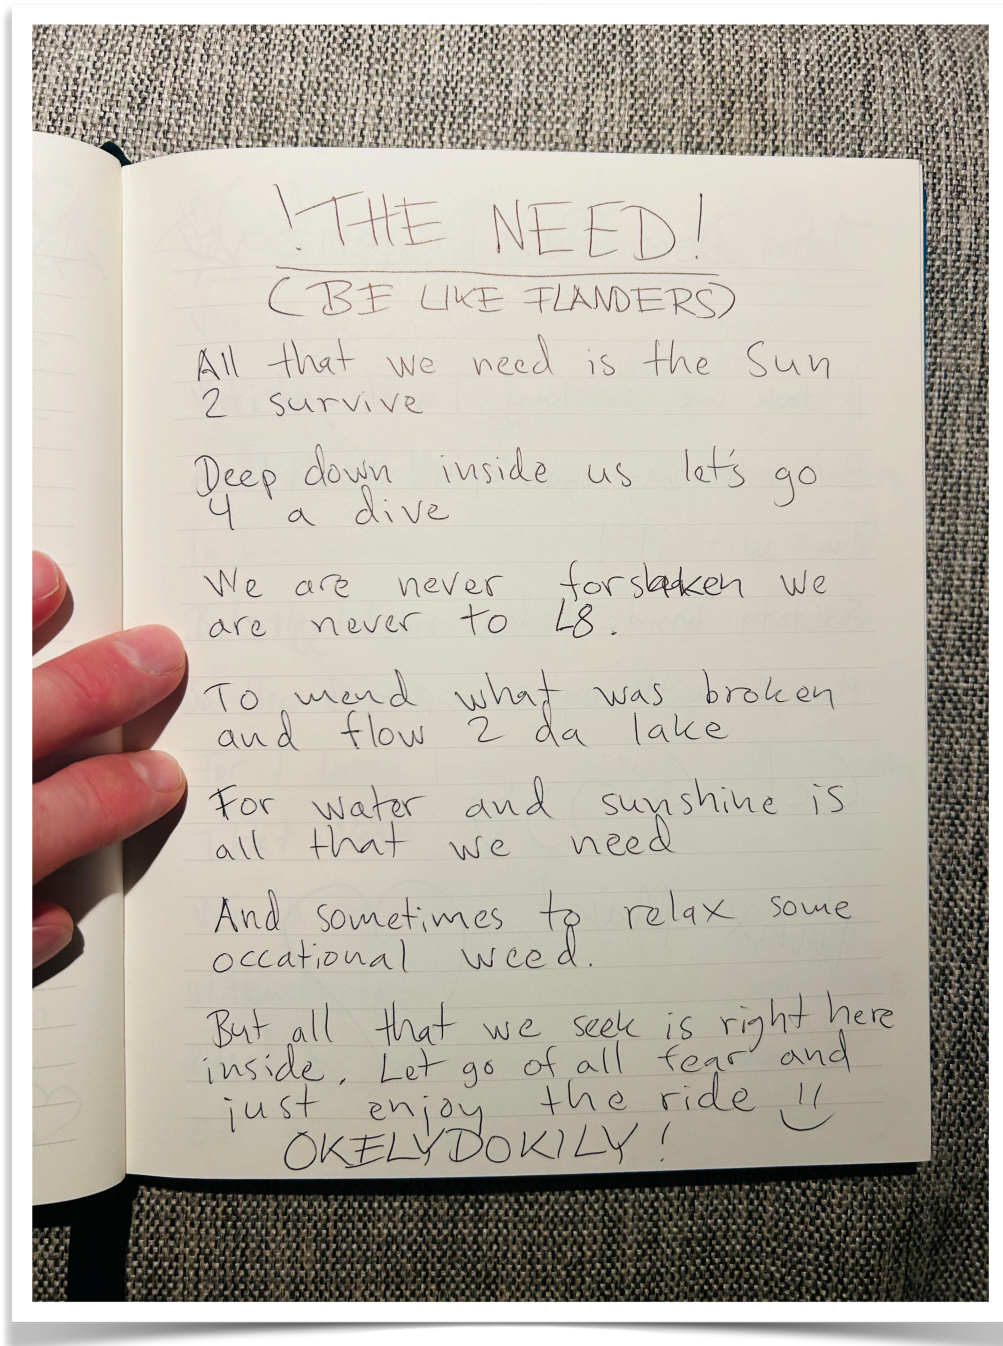 !THE NEED!
(BE LIKE FLANDERS)
All that we need is the Sun
2 survive
Deep down inside us let's go
4 a dive
We are never forsaken we
are never to L8.
To mend what was broken
and flow 2 da lake
For water and sunshine is
all that we need
And sometimes to relax some
occational weed.
But all that we seek is right here
inside. Let go of all fear and
just enjoy the ride
OKELYDOKILY!